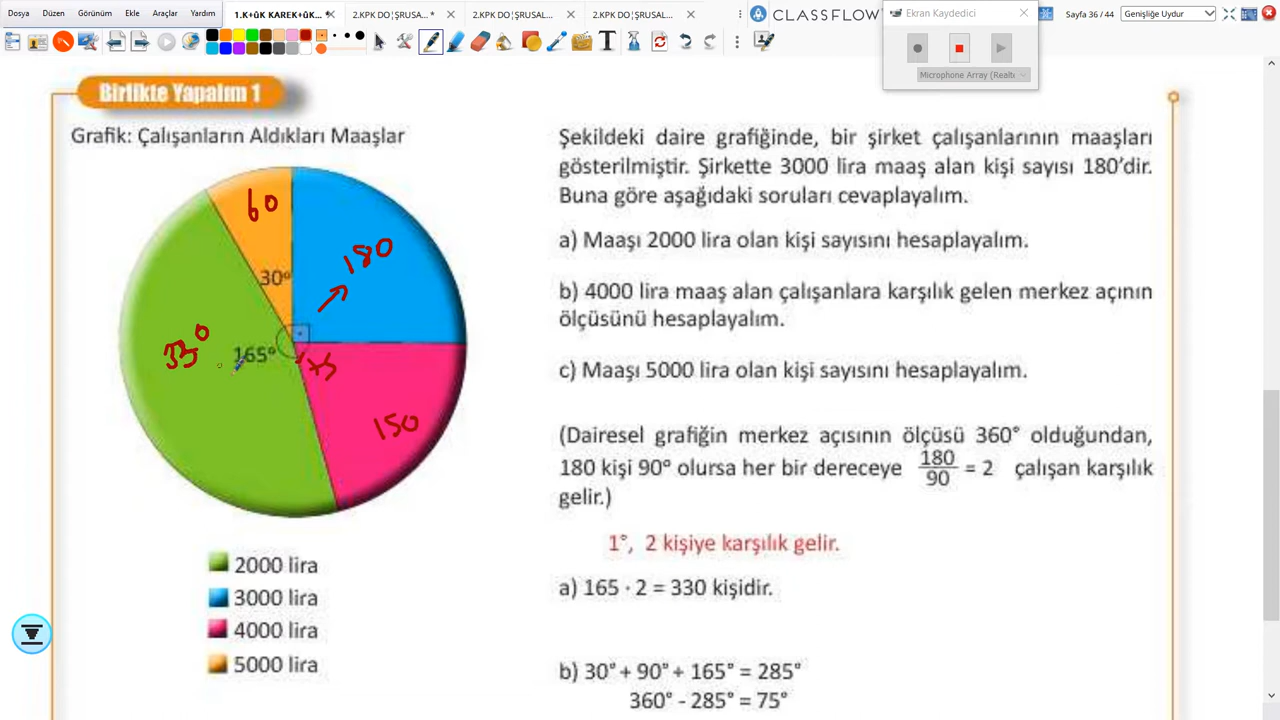 Dosya Düzen Görünüm Ekle Araçlar Yardım
1.K+ûK KAREK+ûK...* 2.KPK DO¦ŞRUSA... * 2.KPK DO¦ŞRUSAL... 2.KPK DO¦ŞRUSAL...
CLASSFLOW
Ekran Kaydedici
Microphone Array (Realte
Sayfa 36 / 44
Genişliğe Uydur
Birlikte Yapalım 1
Grafik: Çalışanların Aldıkları Maaşlar
60
180
30°
330
165°
75
150
2000 lira
3000 lira
4000 lira
5000 lira
Şekildeki daire grafiğinde, bir şirket çalışanlarının maaşları
gösterilmiştir. Şirkette 3000 lira maaş alan kişi sayısı 180’dir.
Buna göre aşağıdaki soruları cevaplayalım.
a) Maaşı 2000 lira olan kişi sayısını hesaplayalım.
b) 4000 lira maaş alan çalışanlara karşılık gelen merkez açının
ölçüsünü hesaplayalım.
c) Maaşı 5000 lira olan kişi sayısını hesaplayalım.
(Dairesel grafiğin merkez açısının ölçüsü 360° olduğundan,
180 kişi 90° olursa her bir dereceye 180/90 = 2 çalışan karşılık
gelir.)
1°, 2 kişiye karşılık gelir.
a) 165 · 2 = 330 kişidir.
b) 30° + 90° + 165° = 285°
360° - 285° = 75°